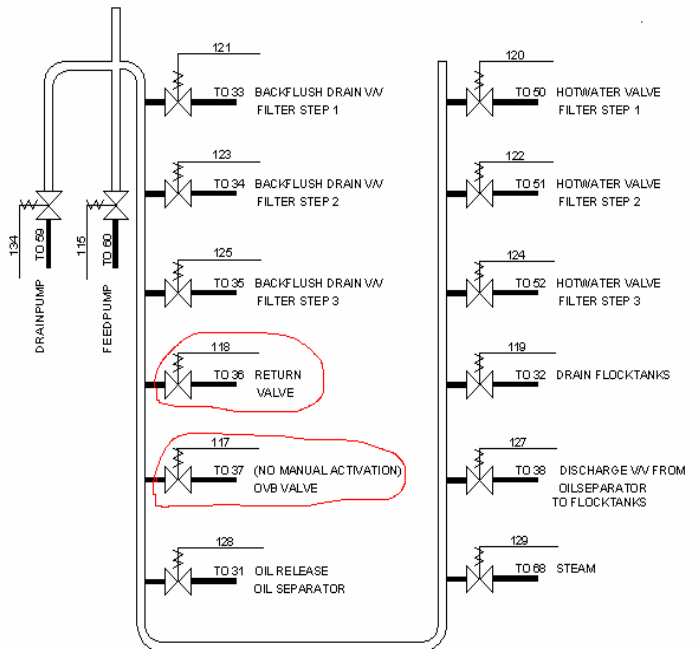 121
TO 33 BACKFLUSH DRAIN V/V
FILTER STEP 1
120
TO 50 HOTWATER VALVE
FILTER STEP 1
123
TO 34 BACKFLUSH DRAIN V/V
FILTER STEP 2
122
TO 51 HOTWATER VALVE
FILTER STEP 2
134
TO 59
DRAINPUMP
115
TO 60
FEEDPUMP
125
TO 35 BACKFLUSH DRAIN V/V
FILTER STEP 3
124
TO 52 HOTWATER VALVE
FILTER STEP 3
118
TO 36 RETURN
VALVE
119
TO 32 DRAIN FLOCKTANKS
117
TO 37 (NO MANUAL ACTIVATION)
OVB VALVE
127
TO 38 DISCHARGE V/V FROM
OILSEPARATOR
TO FLOCKTANKS
128
TO 31 OIL RELEASE
OIL SEPARATOR
129
TO 68 STEAM